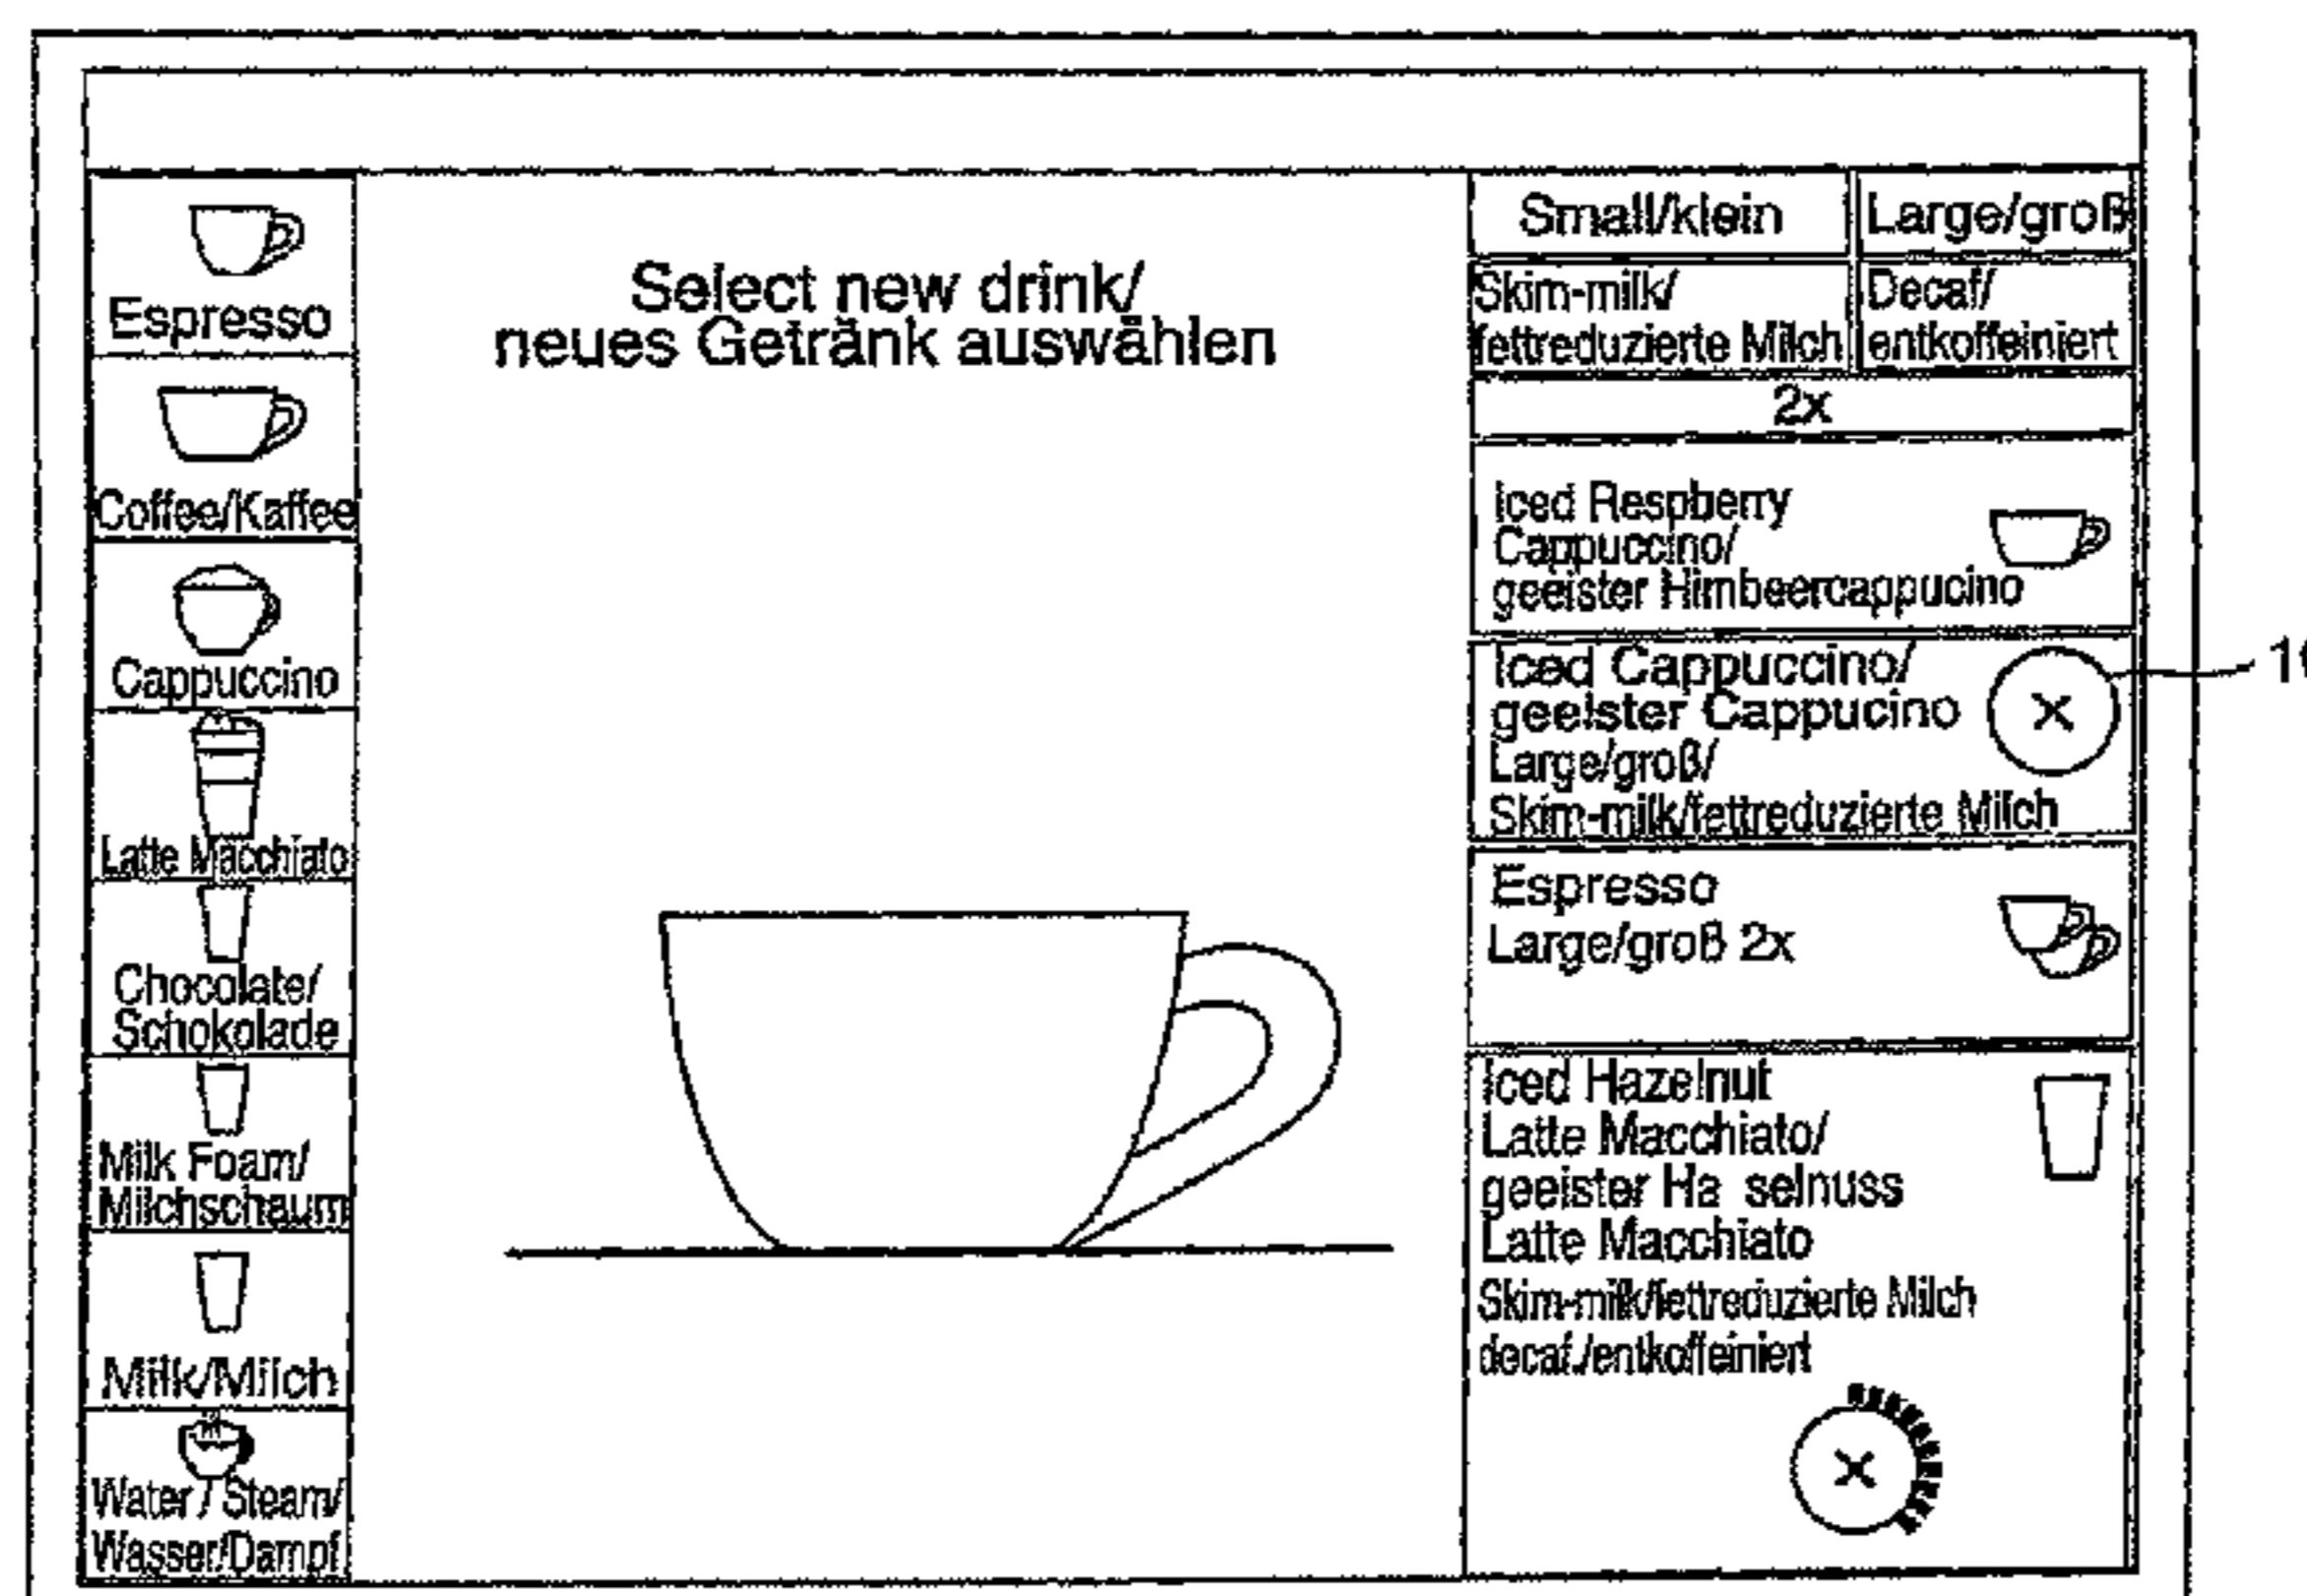 Espresso
Coffee/Kaffee
Cappuccino
Latte Macchiato
Chocolate/
Schokolade
Milk Foam/
Milchschaum
Milk/Milch
Water / Steam/
Wasser/Dampf
Select new drink/
neues Getränk auswählen
Small/klein
Large/groß
Skim-milk/
fettreduzierte Milch
Decaf/
entkoffeiniert
2x
Iced Respberry
Cappuccino/
geeister Himbeercappucino
Iced Cappuccino/
geeister Cappucino
Large/groß/
Skim-milk/fettreduzierte Milch
Espresso
Large/groß 2x
Iced Hazelnut
Latte Macchiato/
geeister Ha selnuss
Latte Macchiato
Skim-milk/fettreduzierte Milch
decaf./entkoffeiniert